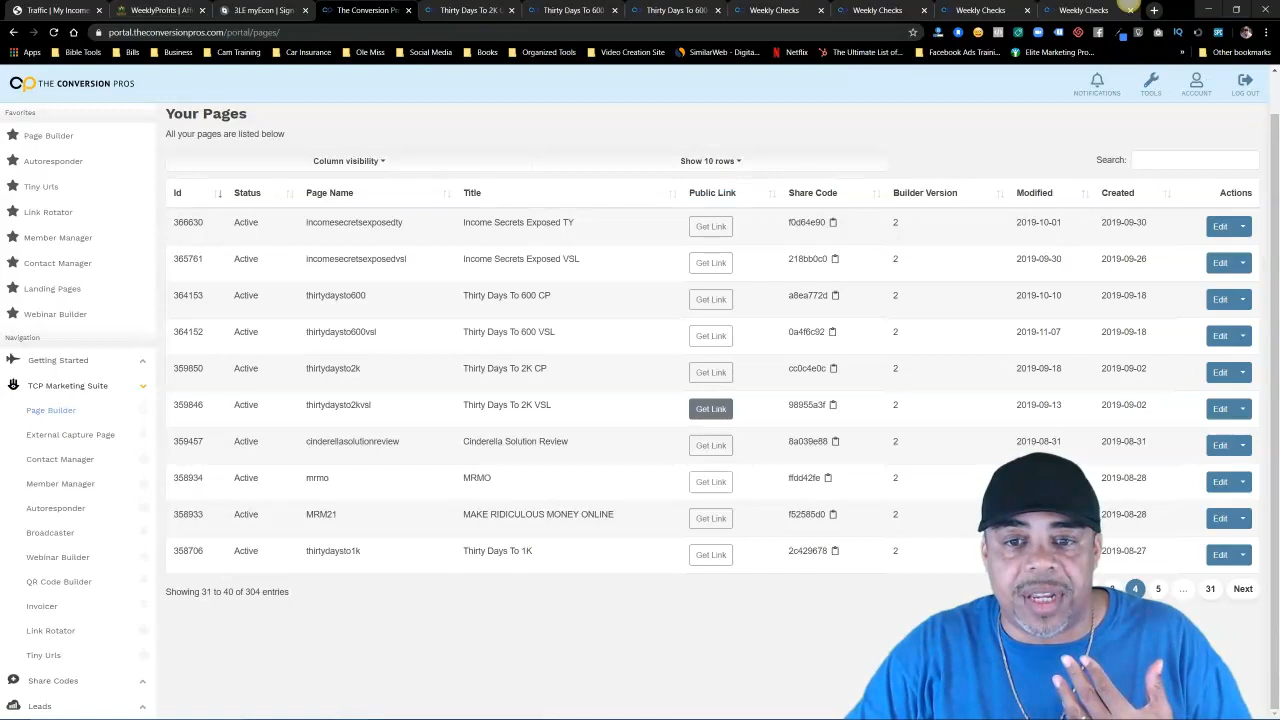 Traffic | My Incom
WeeklyProfits | Aff
3LE myEcon | Sign
The Conversion Pro
Thirty Days To 2K
Thirty Days To 600
Thirty Days To 600
Weekly Checks
Weekly Checks
Weekly Checks
Weekly Checks
portal.theconversionpros.com/portal/pages/
Apps
Bible Tools
Bills
Business
Cam Training
Car Insurance
Ole Miss
Social Media
Books
Organized Tools
Video Creation Site
SimilarWeb - Digita...
Netflix
The Ultimate List of...
Facebook Ads Traini...
Elite Marketing Pro...
»
Other bookmarks
cp THE CONVERSION PROS
NOTIFICATIONS
TOOLS
ACCOUNT
LOG OUT
Favorites
Page Builder
Autoresponder
Tiny Urls
Link Rotator
Member Manager
Contact Manager
Landing Pages
Webinar Builder
Navigation
Getting Started
TCP Marketing Suite
Page Builder
External Capture Page
Contact Manager
Member Manager
Autoresponder
Broadcaster
Webinar Builder
QR Code Builder
Invoicer
Link Rotator
Tiny Urls
Share Codes
Leads
Your Pages
All your pages are listed below
Column visibility
Show 10 rows
Search:
Id Status Page Name Title Public Link Share Code Builder Version Modified Created Actions
366630 Active incomesecretsexposedty Income Secrets Exposed TY Get Link f0d64e90 2 2019-10-01 2019-09-30 Edit
365761 Active incomesecretsexposedvsl Income Secrets Exposed VSL Get Link 218bb0c0 2 2019-09-30 2019-09-26 Edit
364153 Active thirtydaysto600 Thirty Days To 600 CP Get Link a8ea772d 2 2019-10-10 2019-09-18 Edit
364152 Active thirtydaysto600vsl Thirty Days To 600 VSL Get Link 0a4f6c92 2 2019-11-07 2019-09-18 Edit
359850 Active thirtydaysto2k Thirty Days To 2K CP Get Link cc0c4e0c 2 2019-09-18 2019-09-02 Edit
359846 Active thirtydaysto2kvsl Thirty Days To 2K VSL Get Link 98955a3f 2 2019-09-13 2019-09-02 Edit
359457 Active cinderellasolutionreview Cinderella Solution Review Get Link 8a039e88 2 2019-08-31 2019-08-31 Edit
358934 Active mrmo MRMO Get Link ffdd42fe 2 2019-08-28 Edit
358933 Active MRM21 MAKE RIDICULOUS MONEY ONLINE Get Link f52585d0 2 2019-08-28 Edit
358706 Active thirtydaysto1k Thirty Days To 1K Get Link 2c429678 2 2019-08-27 Edit
Showing 31 to 40 of 304 entries
4 5 ... 31 Next